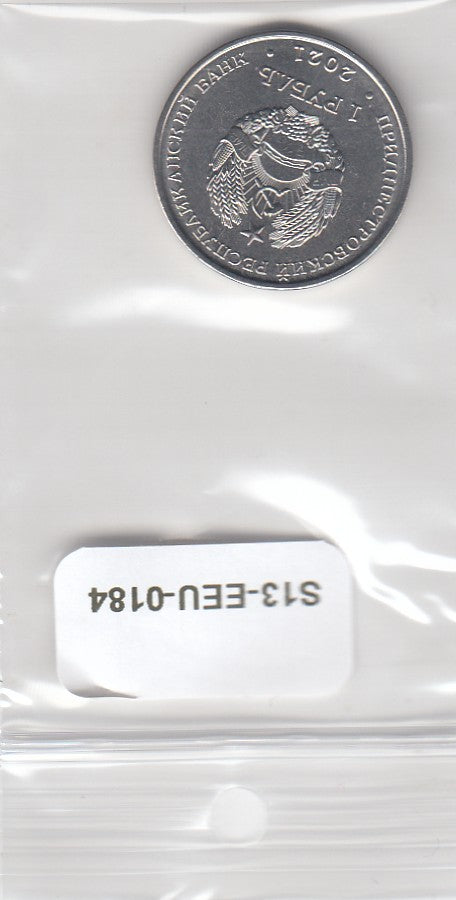 ПРИДНЕСТРОВСКИЙ РЕСПУБЛИКАНСКИЙ БАНК
• 2021 •
1 РУБЛЬ
S13-EEU-0184